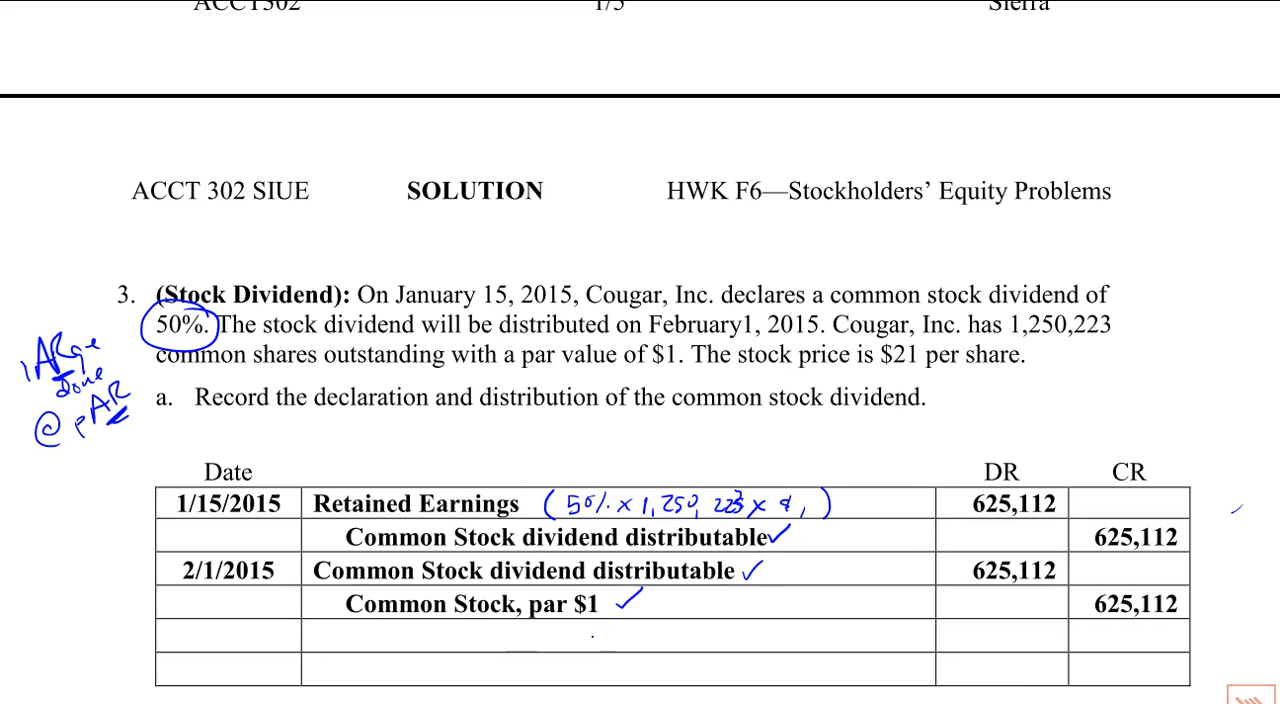 ACCT302 1/5 Sierra
ACCT 302 SIUE SOLUTION HWK F6—Stockholders’ Equity Problems
3. (Stock Dividend): On January 15, 2015, Cougar, Inc. declares a common stock dividend of
50%. The stock dividend will be distributed on February1, 2015. Cougar, Inc. has 1,250,223
common shares outstanding with a par value of $1. The stock price is $21 per share.
lARge
Done
@ pAR
a. Record the declaration and distribution of the common stock dividend.
Date DR CR
1/15/2015 Retained Earnings (50% x 1,250,223 x $1) 625,112
Common Stock dividend distributable✓ 625,112
2/1/2015 Common Stock dividend distributable ✓ 625,112
Common Stock, par $1 ✓ 625,112